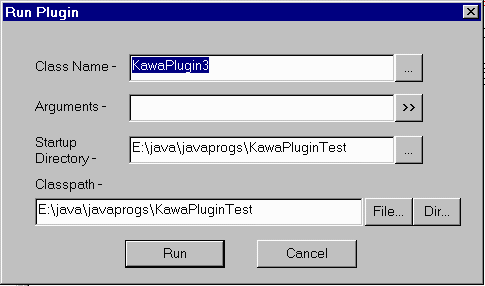 Run Plugin
Class Name - KawaPlugin3 ...
Arguments - >>
Startup
Directory - E:\java\javaprogs\KawaPluginTest ...
Classpath -
E:\java\javaprogs\KawaPluginTest File... Dir...
Run Cancel